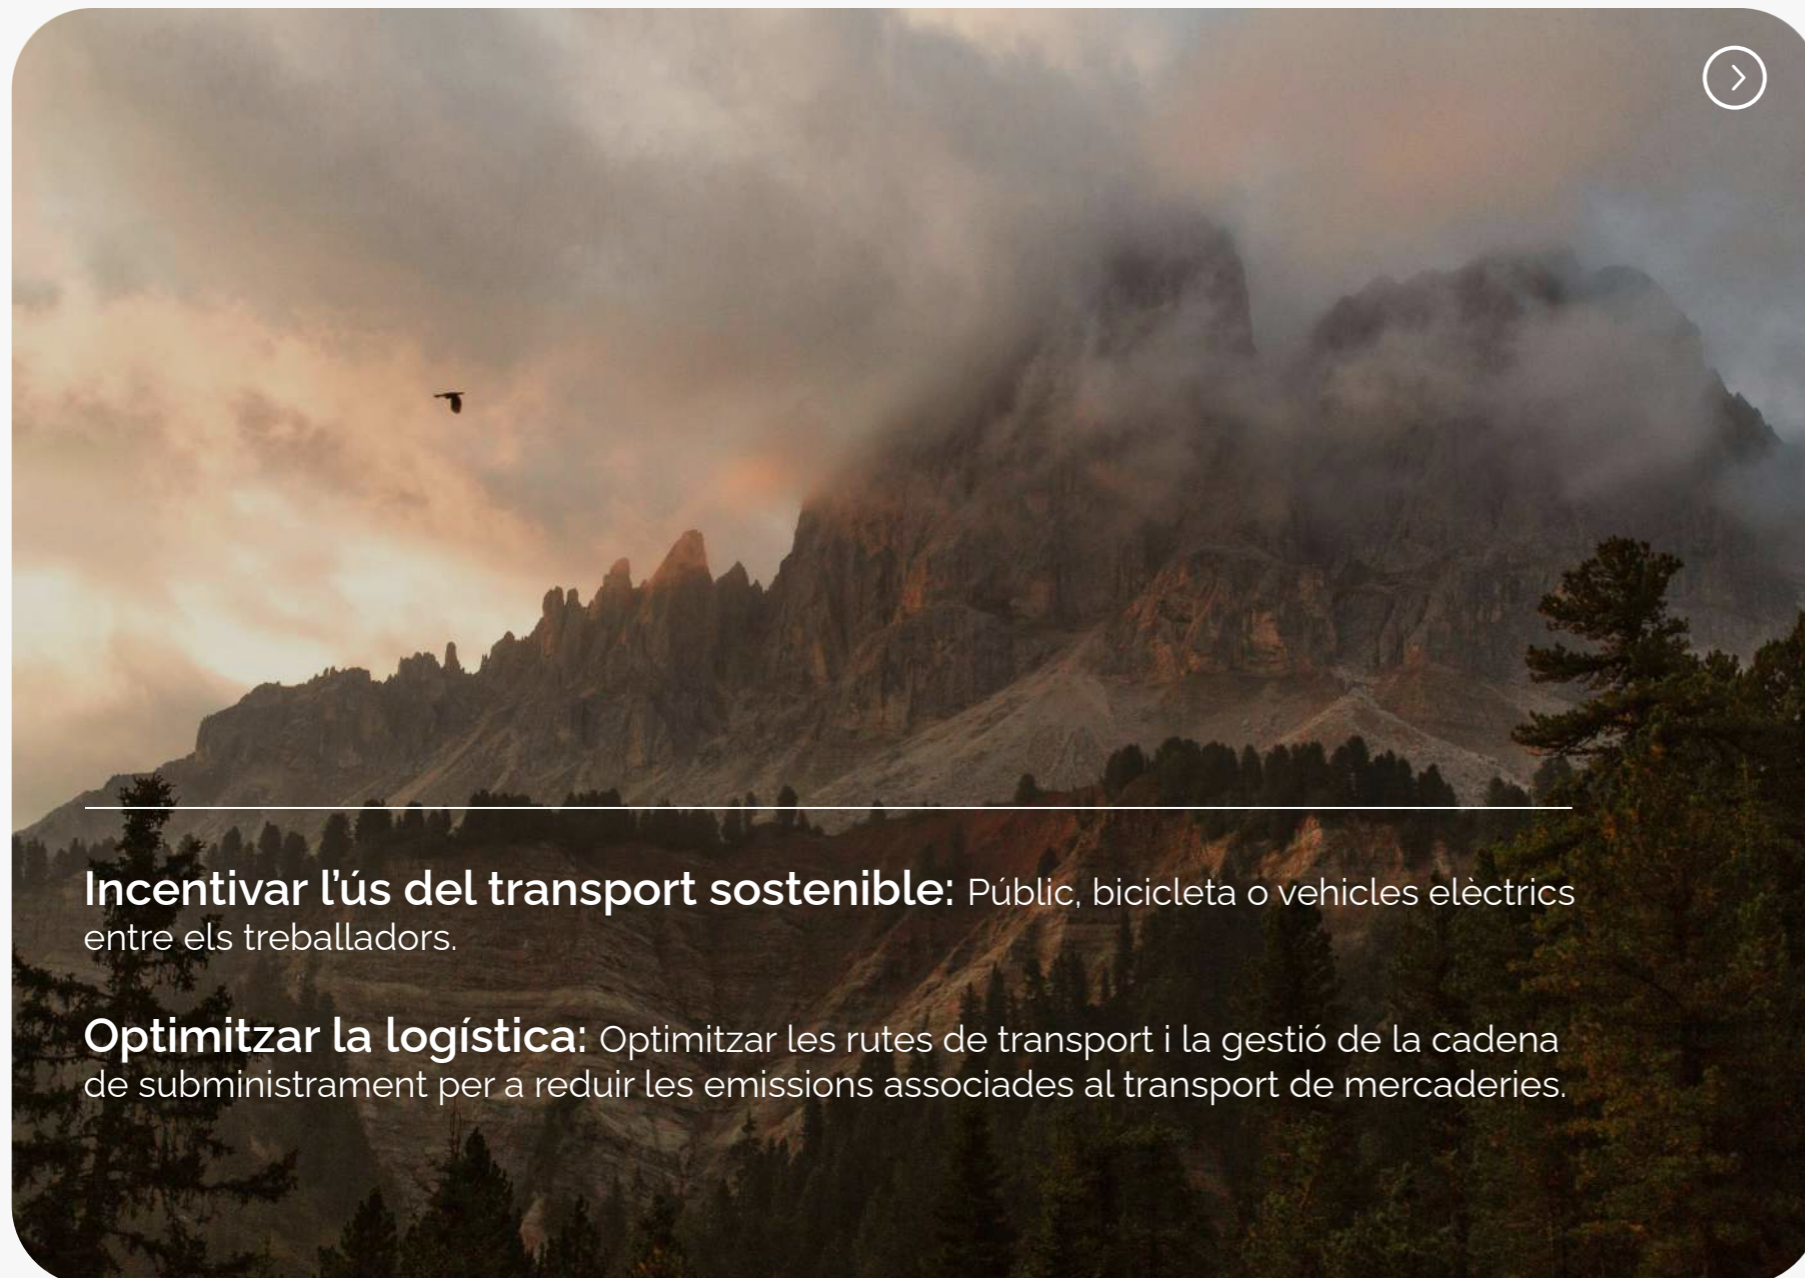 Incentivar l’ús del transport sostenible: Públic, bicicleta o vehicles elèctrics
entre els treballadors.
Optimitzar la logística: Optimitzar les rutes de transport i la gestió de la cadena
de subministrament per a reduir les emissions associades al transport de mercaderies.